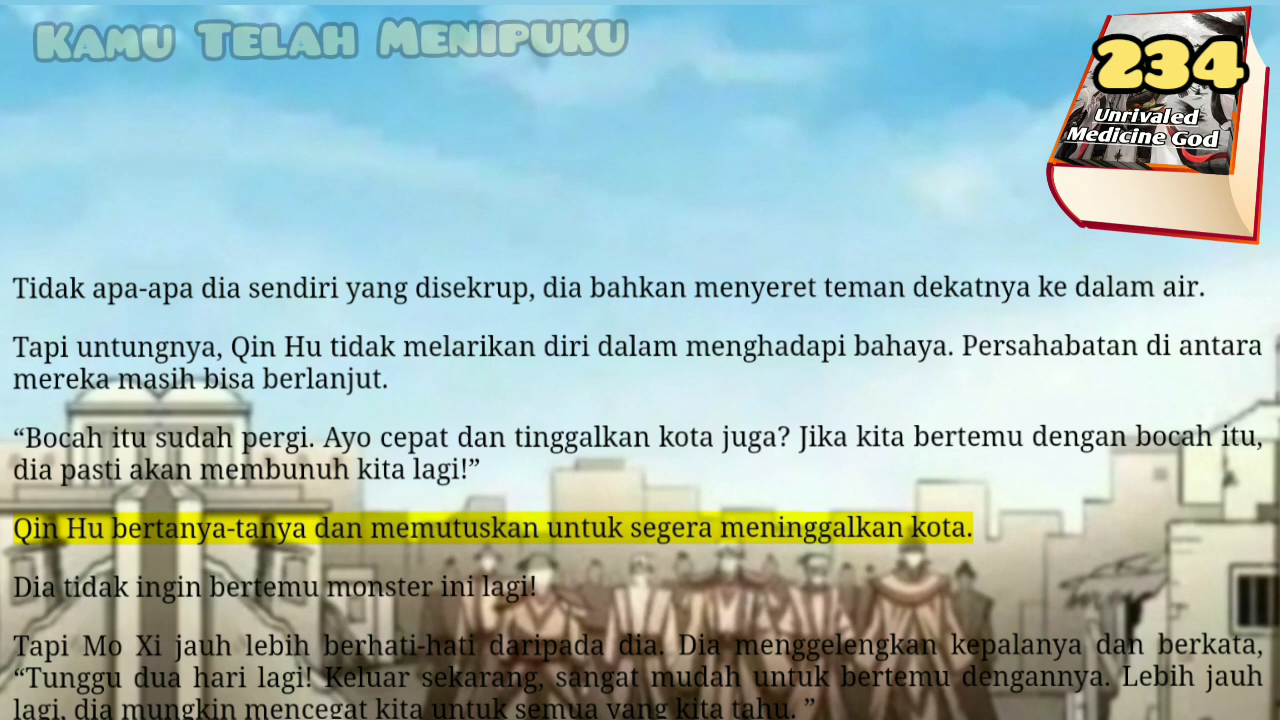 Kamu Telah Menipuku
234
Unrivaled
Medicine God
Tidak apa-apa dia sendiri yang disekrup, dia bahkan menyeret teman dekatnya ke dalam air.
Tapi untungnya, Qin Hu tidak melarikan diri dalam menghadapi bahaya. Persahabatan di antara
mereka masih bisa berlanjut.
“Bocah itu sudah pergi. Ayo cepat dan tinggalkan kota juga? Jika kita bertemu dengan bocah itu,
dia pasti akan membunuh kita lagi!”
Qin Hu bertanya-tanya dan memutuskan untuk segera meninggalkan kota.
Dia tidak ingin bertemu monster ini lagi!
Tapi Mo Xi jauh lebih berhati-hati daripada dia. Dia menggelengkan kepalanya dan berkata,
“Tunggu dua hari lagi! Keluar sekarang, sangat mudah untuk bertemu dengannya. Lebih jauh
lagi, dia mungkin mencegat kita untuk semua yang kita tahu. ”